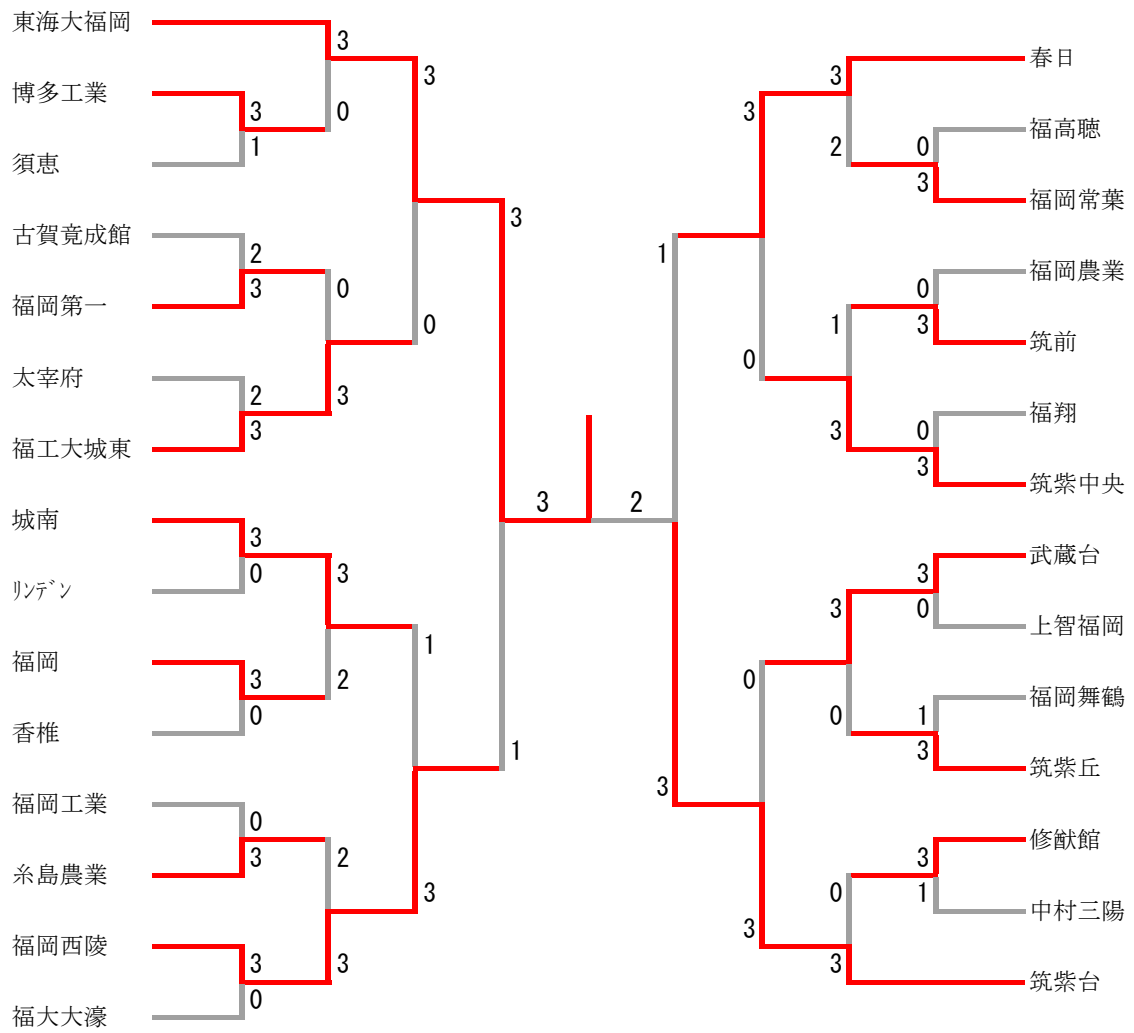 東海大福岡
博多工業
須恵
古賀竟成館
福岡第一
太宰府
福工大城東
城南
ﾘﾝデﾞﾝ
福岡
香椎
福岡工業
糸島農業
福岡西陵
福大大濠
3
1
2
3
2
3
3
0
3
0
0
3
3
0
3
0
0
3
3
2
2
3
3
0
1
3
3
1
3
2
1
3
3
0
0
3
3
2
1
3
3
0
0
3
0
3
0
3
0
3
3
0
1
3
3
1
春日
福高聴
福岡常葉
福岡農業
筑前
福翔
筑紫中央
武蔵台
上智福岡
福岡舞鶴
筑紫丘
修猷館
中村三陽
筑紫台